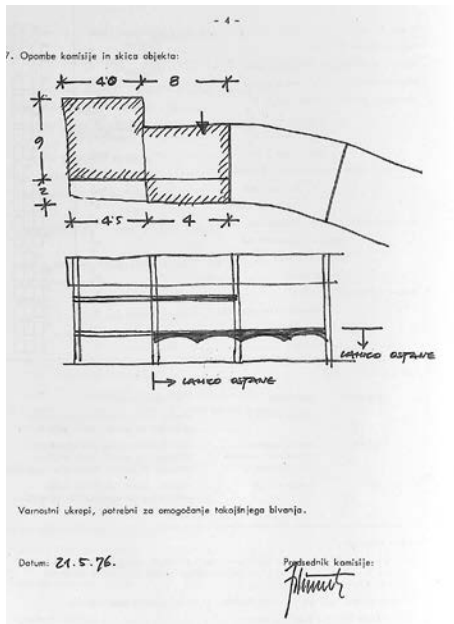 - 4 -
7. Opombe komisije in skica objekta:
4.0 8
9
2
4.5 4
LAHKO OSTANE
LAHKO OSTANE
Varnostni ukropi, potrebni za omogočanje takojšnjega bivanja.
Datum: 21.5.76. Predsednik komisije: